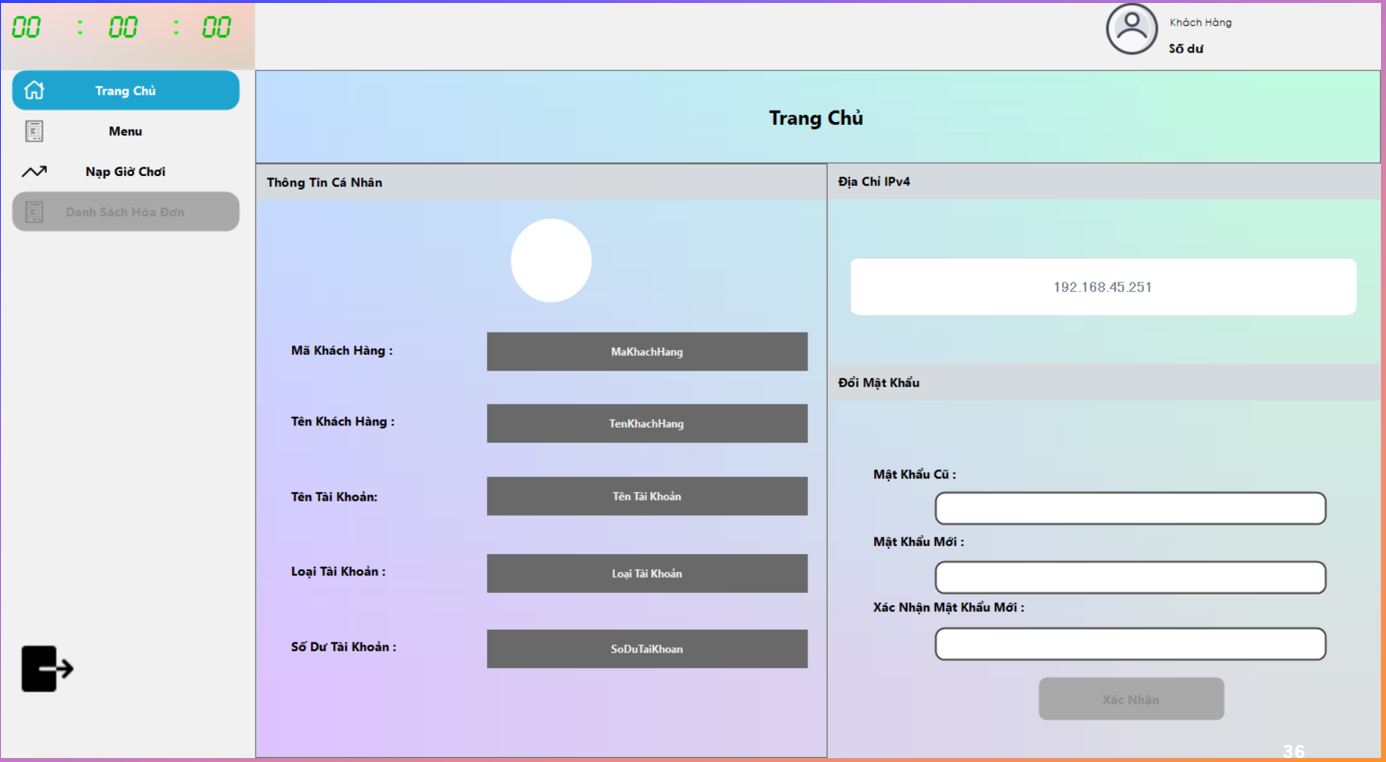 00 : 00 : 00
Khách Hàng
Số dư
Trang Chủ
Menu
Nạp Giờ Chơi
Danh Sách Hóa Đơn
Trang Chủ
Thông Tin Cá Nhân
Mã Khách Hàng : MaKhachHang
Tên Khách Hàng : TenKhachHang
Tên Tài Khoản: Tên Tài Khoản
Loại Tài Khoản : Loại Tài Khoản
Số Dư Tài Khoản : SoDuTaiKhoan
Địa Chỉ IPv4
192.168.45.251
Đổi Mật Khẩu
Mật Khẩu Cũ :
Mật Khẩu Mới :
Xác Nhận Mật Khẩu Mới :
Xác Nhận
36